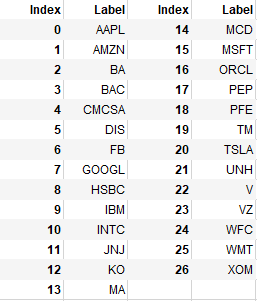 Index Label Index Label
0 AAPL 14 MCD
1 AMZN 15 MSFT
2 BA 16 ORCL
3 BAC 17 PEP
4 CMCSA 18 PFE
5 DIS 19 TM
6 FB 20 TSLA
7 GOOGL 21 UNH
8 HSBC 22 V
9 IBM 23 VZ
10 INTC 24 WFC
11 JNJ 25 WMT
12 KO 26 XOM
13 MA